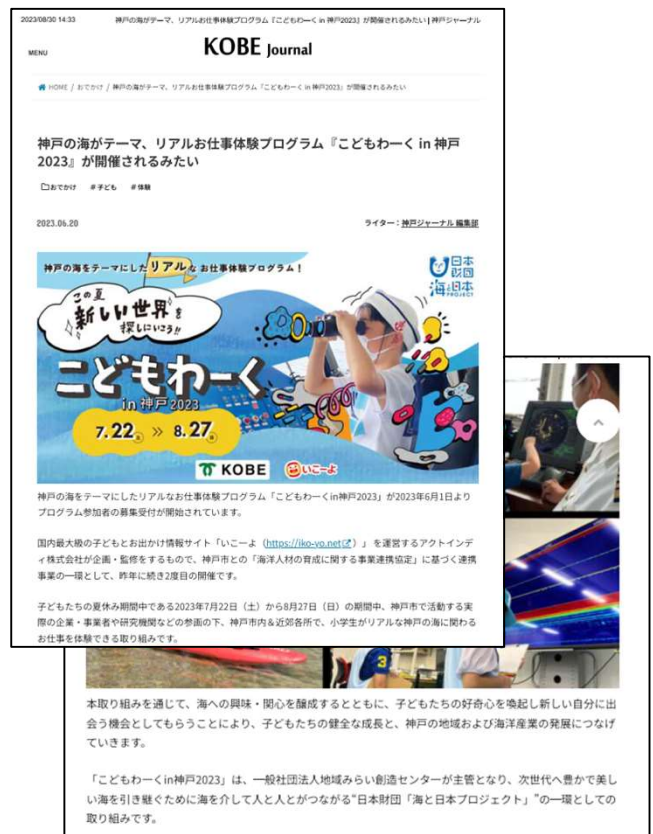 2023/08/30 14:33
神戸の海がテーマ、リアルお仕事体験プログラム『こどもわーく in 神戸2023』が開催されるみたい | 神戸ジャーナル
MENU
KOBE Journal
HOME / おでかけ / 神戸の海がテーマ、リアルお仕事体験プログラム『こどもわーく in 神戸2023』が開催されるみたい
神戸の海がテーマ、リアルお仕事体験プログラム『こどもわーく in 神戸
2023』が開催されるみたい
おでかけ #子ども #体験
2023.06.20
ライター：神戸ジャーナル 編集部
神戸の海をテーマにしたリアルなお仕事体験プログラム！
日本
財団
海と日本
PROJECT
この夏
新しい世界を
探しにいこう!!
こどもわーく
in 神戸 2023
7.22土 » 8.27日
KOBE
いこーよ
神戸の海をテーマにしたリアルなお仕事体験プログラム「こどもわーくin神戸2023」が2023年6月1日より
プログラム参加者の募集受付が開始されています。
国内最大級の子どもとお出かけ情報サイト「いこーよ（https://iko-yo.net）」 を運営するアクトインデ
ィ株式会社が企画・監修をするもので、神戸市との「海洋人材の育成に関する事業連携協定」に基づく連携
事業の一環として、昨年に続き2度目の開催です。
子どもたちの夏休み期間中である2023年7月22日（土）から8月27日（日）の期間中、神戸市で活動する実
際の企業・事業者や研究機関などの参画の下、神戸市内＆近郊各所で、小学生がリアルな神戸の海に関わる
お仕事を体験できる取り組みです。
3
本取り組みを通じて、海への興味・関心を醸成するとともに、子どもたちの好奇心を喚起し新しい自分に出
会う機会としてもらうことにより、子どもたちの健全な成長と、神戸の地域および海洋産業の発展につなげ
ていきます。
「こどもわーくin神戸2023」は、一般社団法人地域みらい創造センターが主管となり、次世代へ豊かで美し
い海を引き継ぐために海を介して人と人とがつながる“日本財団「海と日本プロジェクト」”の一環としての
取り組みです。